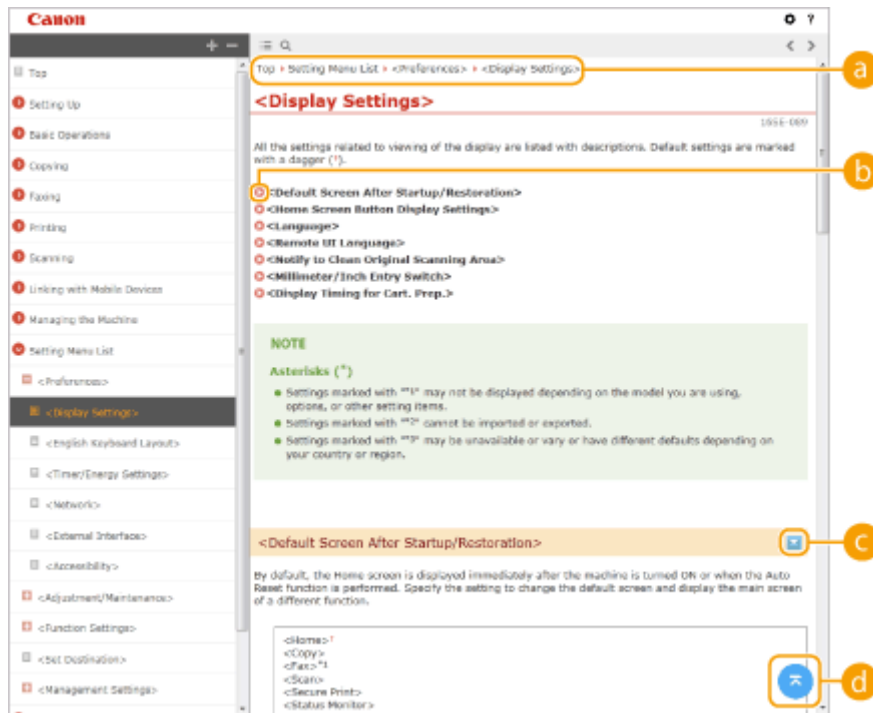 Canon
?
+ -
< >
Top
Setting Up
Basic Operations
Copying
Faxing
Printing
Scanning
Linking with Mobile Devices
Managing the Machine
Setting Menu List
<Preferences>
<Display Settings>
<English Keyboard Layout>
<Timer/Energy Settings>
<Network>
<External Interface>
<Accessibility>
<Adjustment/Maintenance>
<Function Settings>
<Set Destination>
<Management Settings>
Top > Setting Menu List > <Preferences> > <Display Settings>
a
<Display Settings>
1SSE-089
All the settings related to viewing of the display are listed with descriptions. Default settings are marked
with a dagger (†).
b
<Default Screen After Startup/Restoration>
<Home Screen Button Display Settings>
<Language>
<Remote UI Language>
<Notify to Clean Original Scanning Area>
<Millimeter/Inch Entry Switch>
<Display Timing for Cart. Prep.>
NOTE
Asterisks (*)
Settings marked with "*1" may not be displayed depending on the model you are using,
options, or other setting items.
Settings marked with "*2" cannot be imported or exported.
Settings marked with "*3" may be unavailable or vary or have different defaults depending on
your country or region.
<Default Screen After Startup/Restoration>
c
By default, the Home screen is displayed immediately after the machine is turned ON or when the Auto
Reset function is performed. Specify the setting to change the default screen and display the main screen
of a different function.
<Home>†
<Copy>
<Fax>*1
<Scan>
<Secure Print>
<Status Monitor>
d